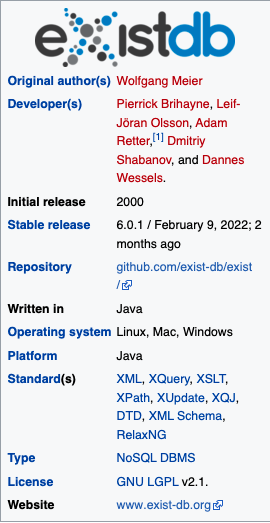 eXistdb
Original author(s) Wolfgang Meier
Developer(s) Pierrick Brihaye, Leif-
Jöran Olsson, Adam
Retter,[1] Dmitriy
Shabanov, and Dannes
Wessels.
Initial release 2000
Stable release 6.0.1 / February 9, 2022; 2
months ago
Repository github.com/exist-db/exist
/
Written in Java
Operating system Linux, Mac, Windows
Platform Java
Standard(s) XML, XQuery, XSLT,
XPath, XUpdate, XQJ,
DTD, XML Schema,
RelaxNG
Type NoSQL DBMS
License GNU LGPL v2.1.
Website www.exist-db.org